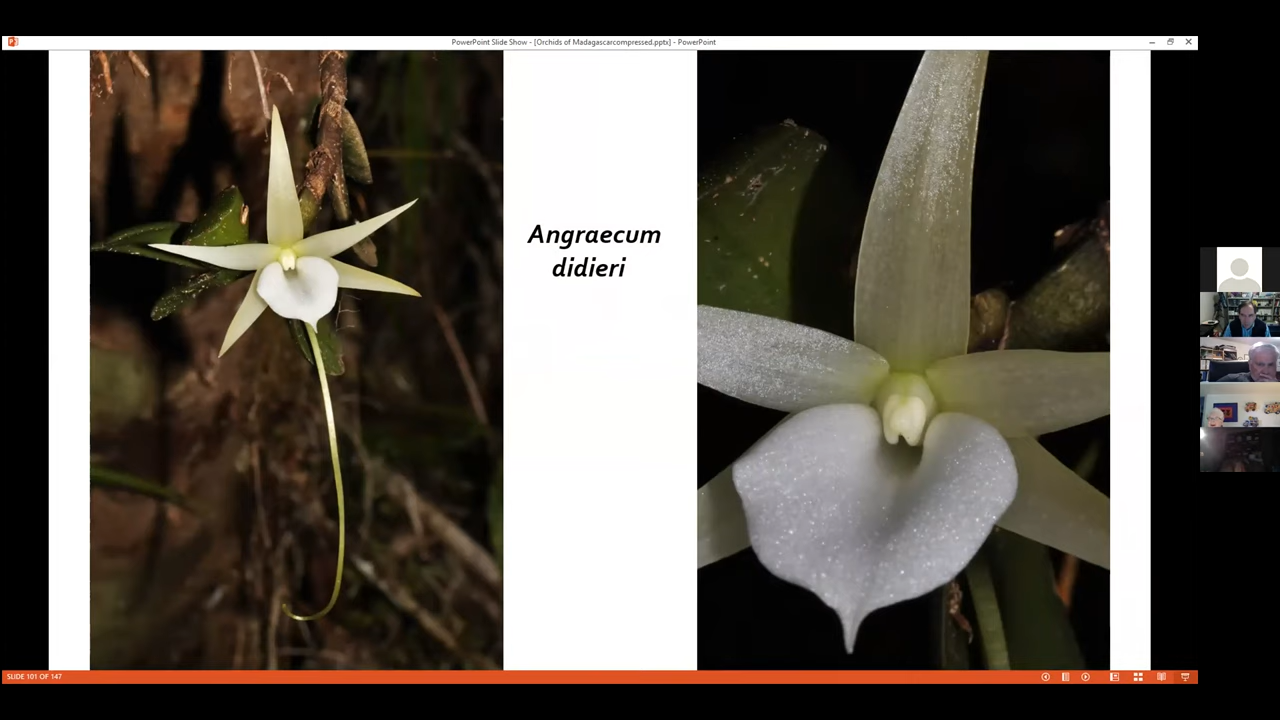 PowerPoint Slide Show - [Orchids of Madagascarcompressed.pptx] - PowerPoint
Angraecum
didieri
SLIDE 101 OF 147